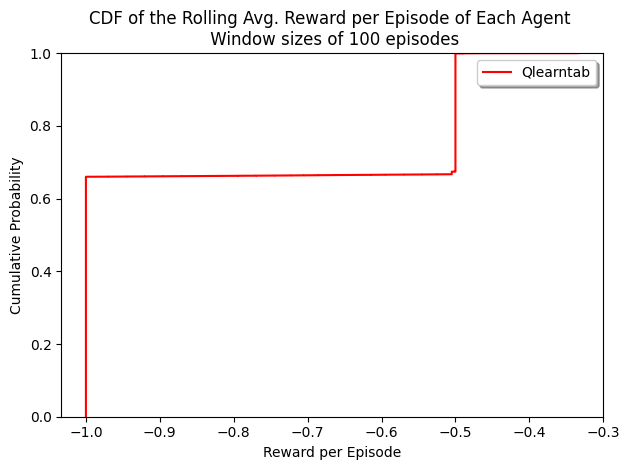 CDF of the Rolling Avg. Reward per Episode of Each Agent
Window sizes of 100 episodes
Qlearntab
Cumulative Probability
1.0
0.8
0.6
0.4
0.2
0.0
−1.0 −0.9 −0.8 −0.7 −0.6 −0.5 −0.4 −0.3
Reward per Episode